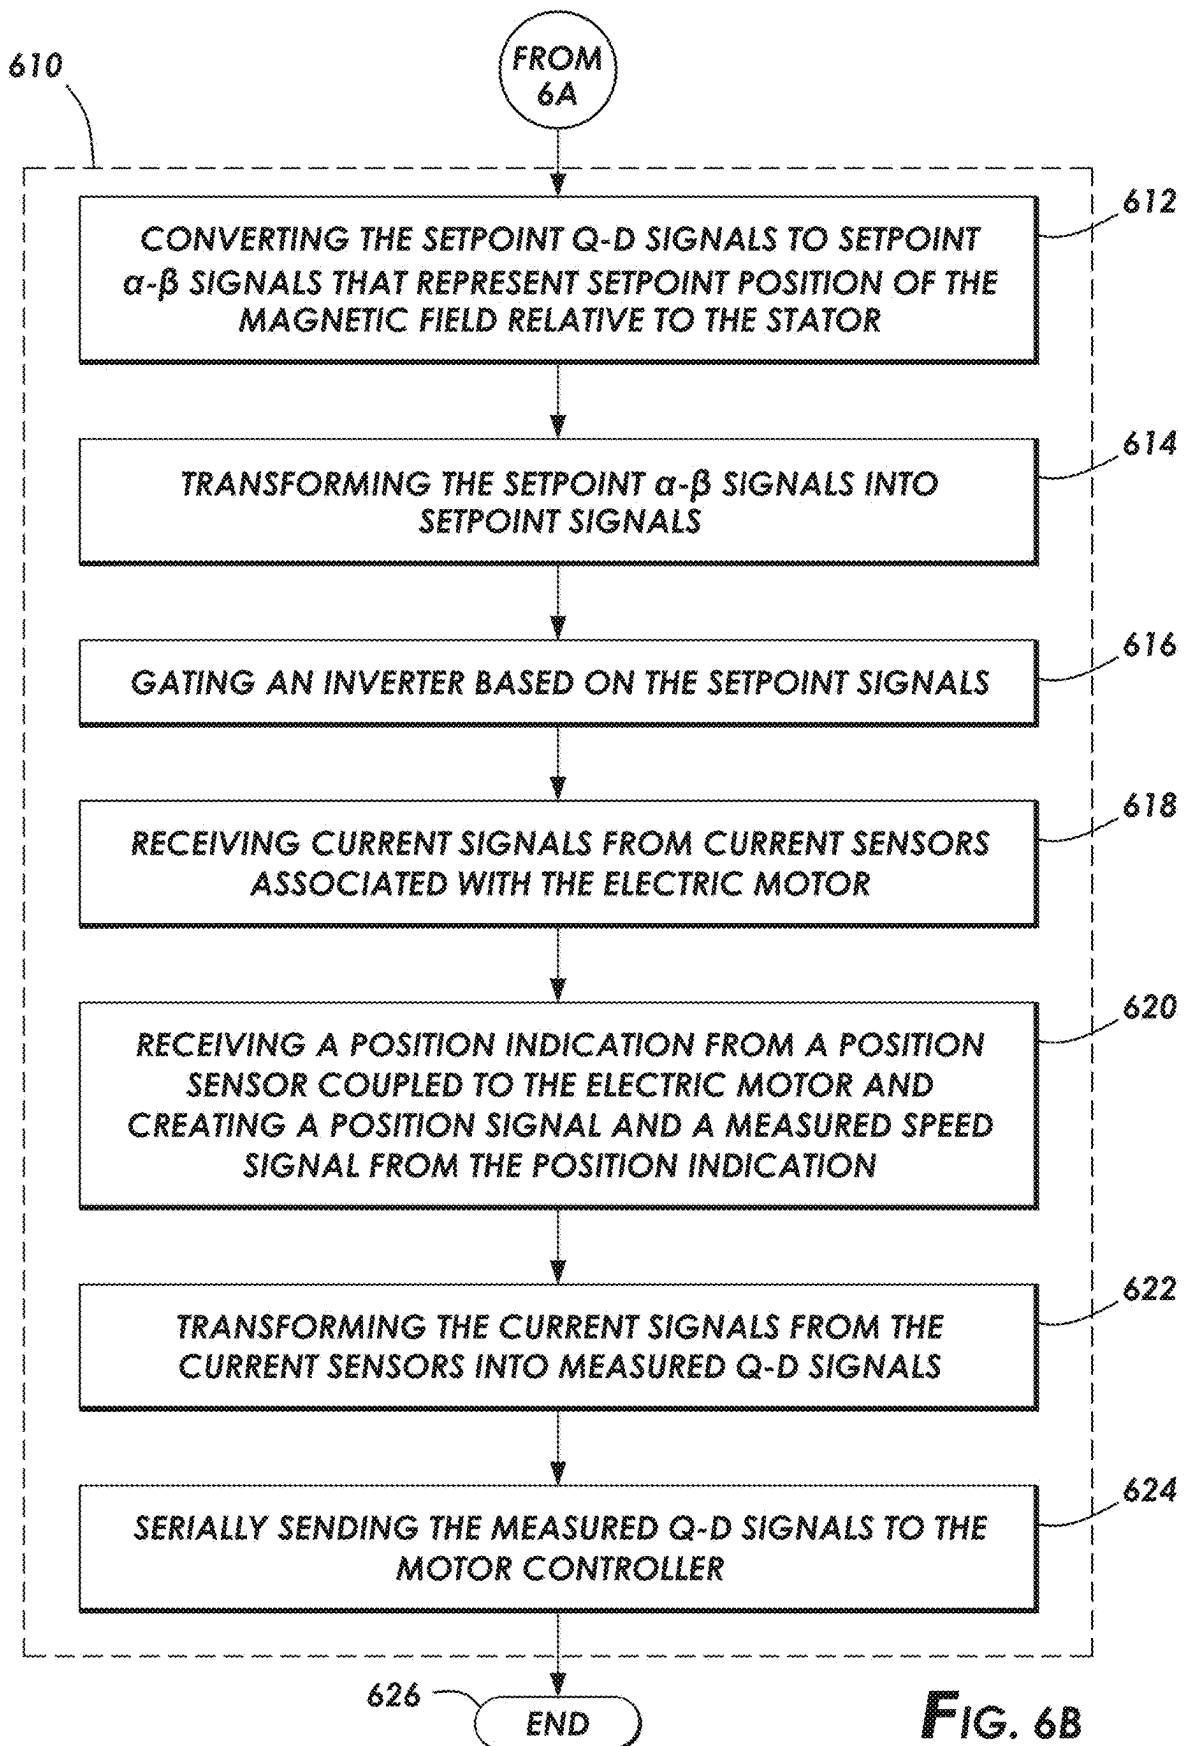 FROM
6A
610
612
CONVERTING THE SETPOINT Q-D SIGNALS TO SETPOINT
α-β SIGNALS THAT REPRESENT SETPOINT POSITION OF THE
MAGNETIC FIELD RELATIVE TO THE STATOR
614
TRANSFORMING THE SETPOINT α-β SIGNALS INTO
SETPOINT SIGNALS
616
GATING AN INVERTER BASED ON THE SETPOINT SIGNALS
618
RECEIVING CURRENT SIGNALS FROM CURRENT SENSORS
ASSOCIATED WITH THE ELECTRIC MOTOR
620
RECEIVING A POSITION INDICATION FROM A POSITION
SENSOR COUPLED TO THE ELECTRIC MOTOR AND
CREATING A POSITION SIGNAL AND A MEASURED SPEED
SIGNAL FROM THE POSITION INDICATION
622
TRANSFORMING THE CURRENT SIGNALS FROM THE
CURRENT SENSORS INTO MEASURED Q-D SIGNALS
624
SERIALLY SENDING THE MEASURED Q-D SIGNALS TO THE
MOTOR CONTROLLER
626
END
FIG. 6B